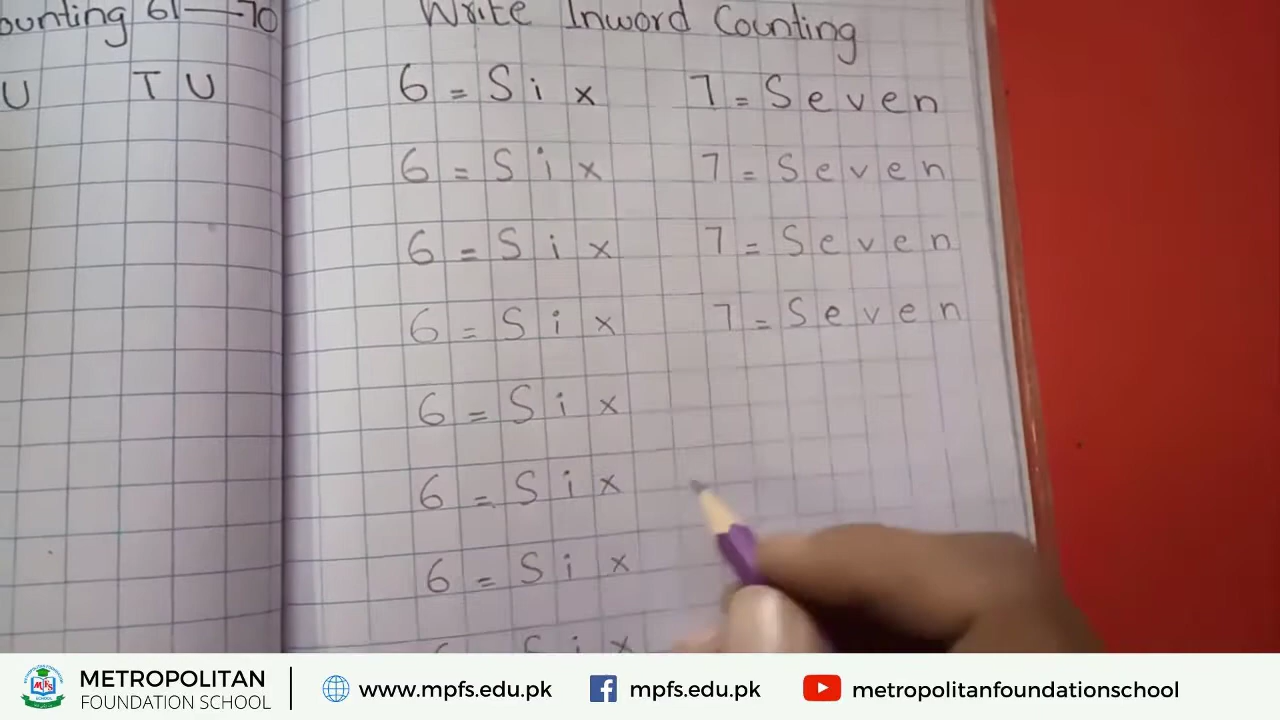 ounting 61—70
U T U
Write Inword Counting
6 = Six 7 = Seven
6 = Six 7 = Seven
6 = Six 7 = Seven
6 = Six 7 = Seven
6 = Six
6 = Six
6 = Six
6 Six
METROPOLITAN
FOUNDATION SCHOOL
www.mpfs.edu.pk
mpfs.edu.pk
metropolitanfoundationschool